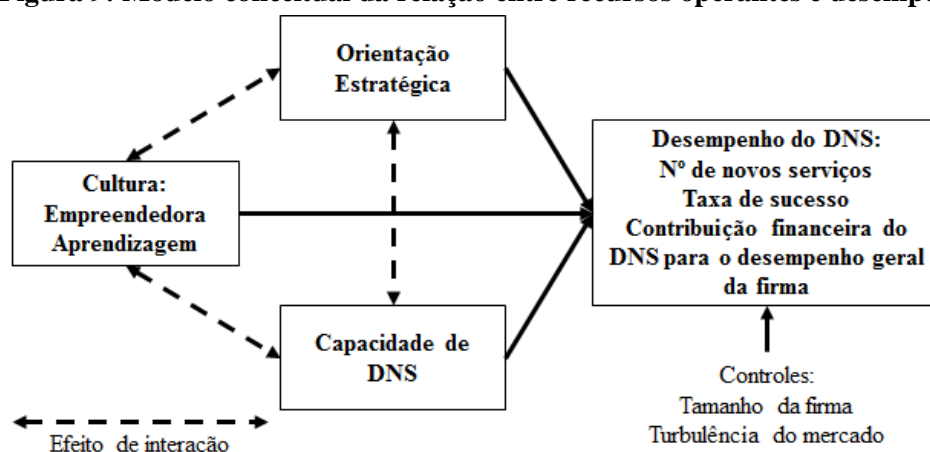 Figura 9: Modelo conceitual da relação entre recursos operantes e
Orientação
Estratégica
Cultura:
Empreendedora
Aprendizagem
Desempenho do DNS:
Nº de novos serviços
Taxa de sucesso
Contribuição financeira do
DNS para o desempenho geral
da firma
Capacidade de
DNS
Controles:
Tamanho da firma
Turbulência do mercado
Efeito de interação